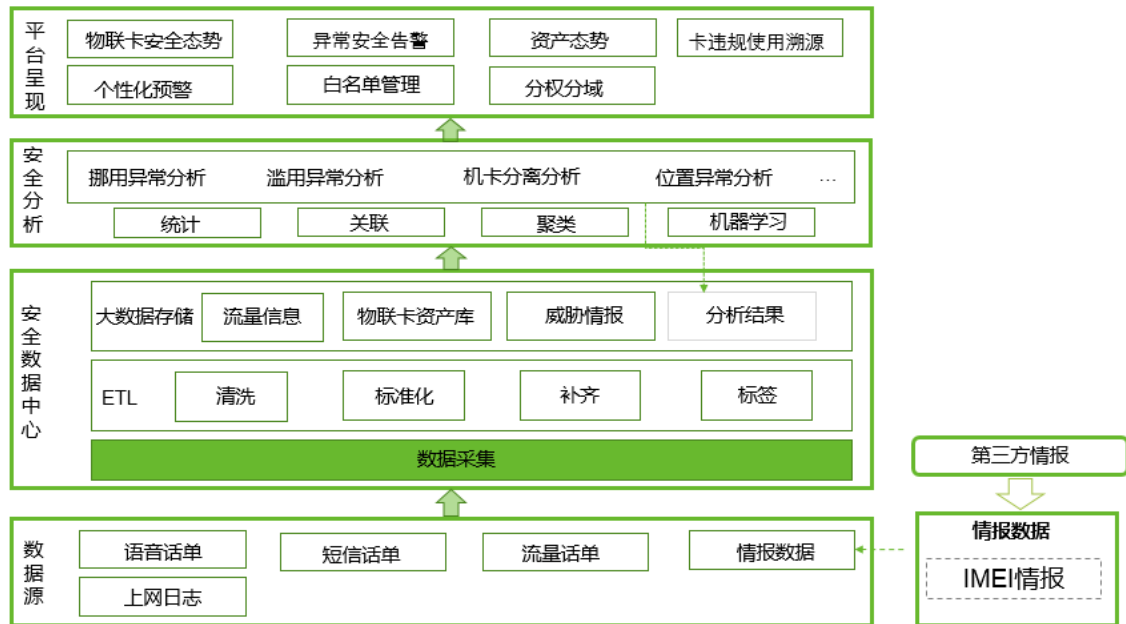 平台呈现
物联卡安全态势
异常安全告警
资产态势
卡违规使用溯源
个性化预警
白名单管理
分权分域
安全分析
挪用异常分析
滥用异常分析
机卡分离分析
位置异常分析
...
统计
关联
聚类
机器学习
安全数据中心
大数据存储
流量信息
物联卡资产库
威胁情报
分析结果
ETL
清洗
标准化
补齐
标签
数据采集
数据源
语音话单
短信话单
流量话单
情报数据
上网日志
第三方情报
情报数据
IMEI情报